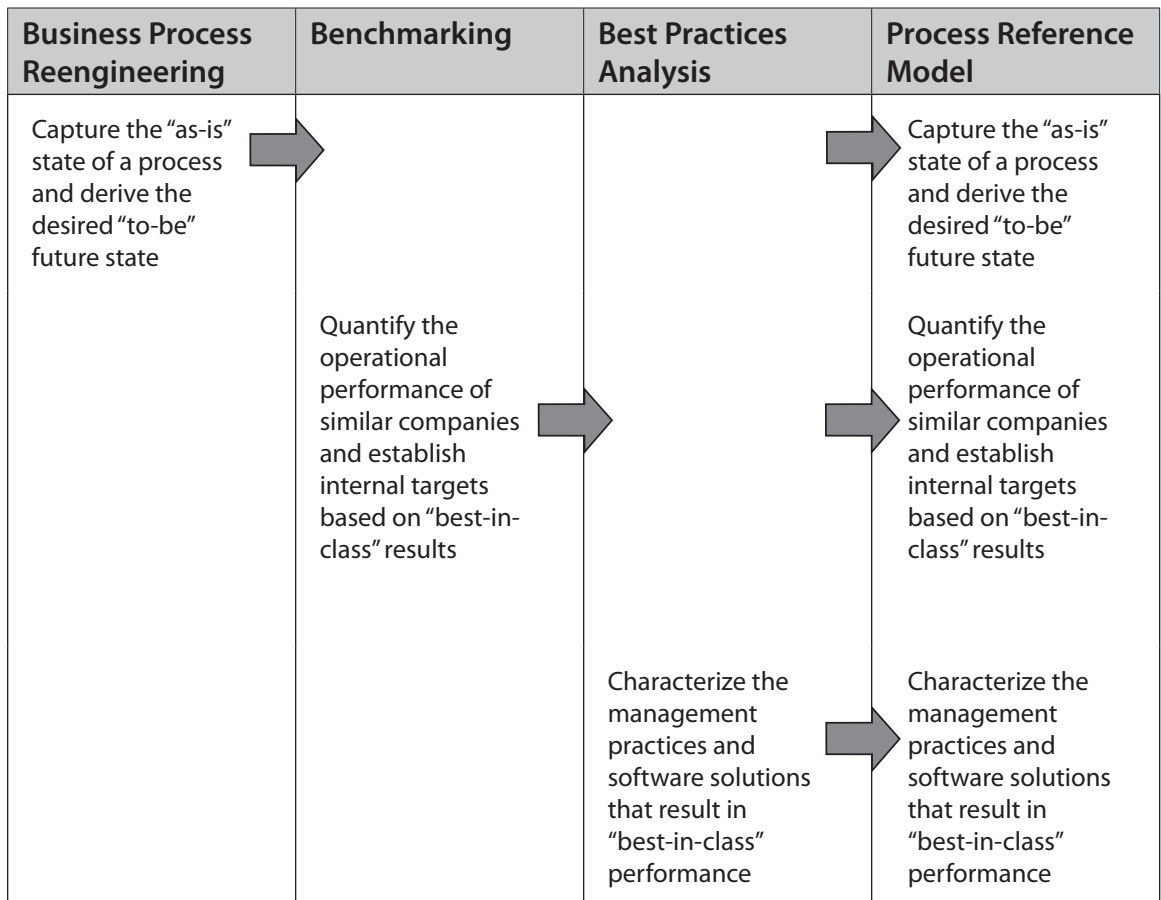 Business Process
Reengineering
Benchmarking
Best Practices
Analysis
Process Reference
Model
Capture the “as-is”
state of a process
and derive the
desired “to-be”
future state
Capture the “as-is”
state of a process
and derive the
desired “to-be”
future state
Quantify the
operational
performance of
similar companies
and establish
internal targets
based on “best-in-
class” results
Quantify the
operational
performance of
similar companies
and establish
internal targets
based on “best-in-
class” results
Characterize the
management
practices and
software solutions
that result in
“best-in-class”
performance
Characterize the
management
practices and
software solutions
that result in
“best-in-class”
performance